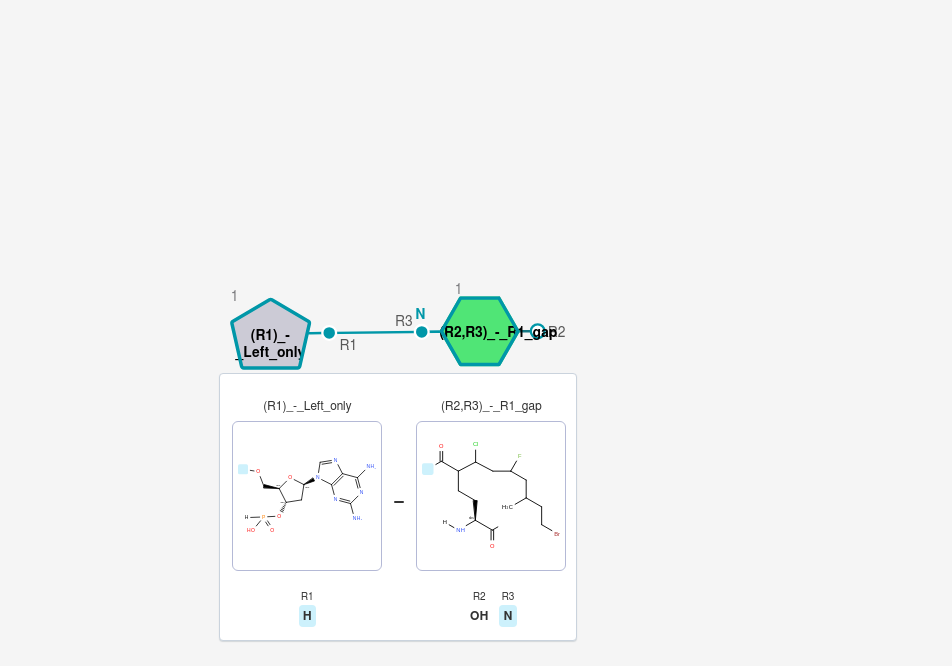 1
1
N
R3
R1
R2
(R1)_-
_Left_only
(R2,R3)_-_R1_gap
(R1)_-_Left_only
(R2,R3)_-_R1_gap
O
O
N
N
N
N
NH₂
NH₂
H
P
O
HO
O
O
Cl
F
H₃C
H
NH
O
Br
–
R1
R2
R3
H
OH
N